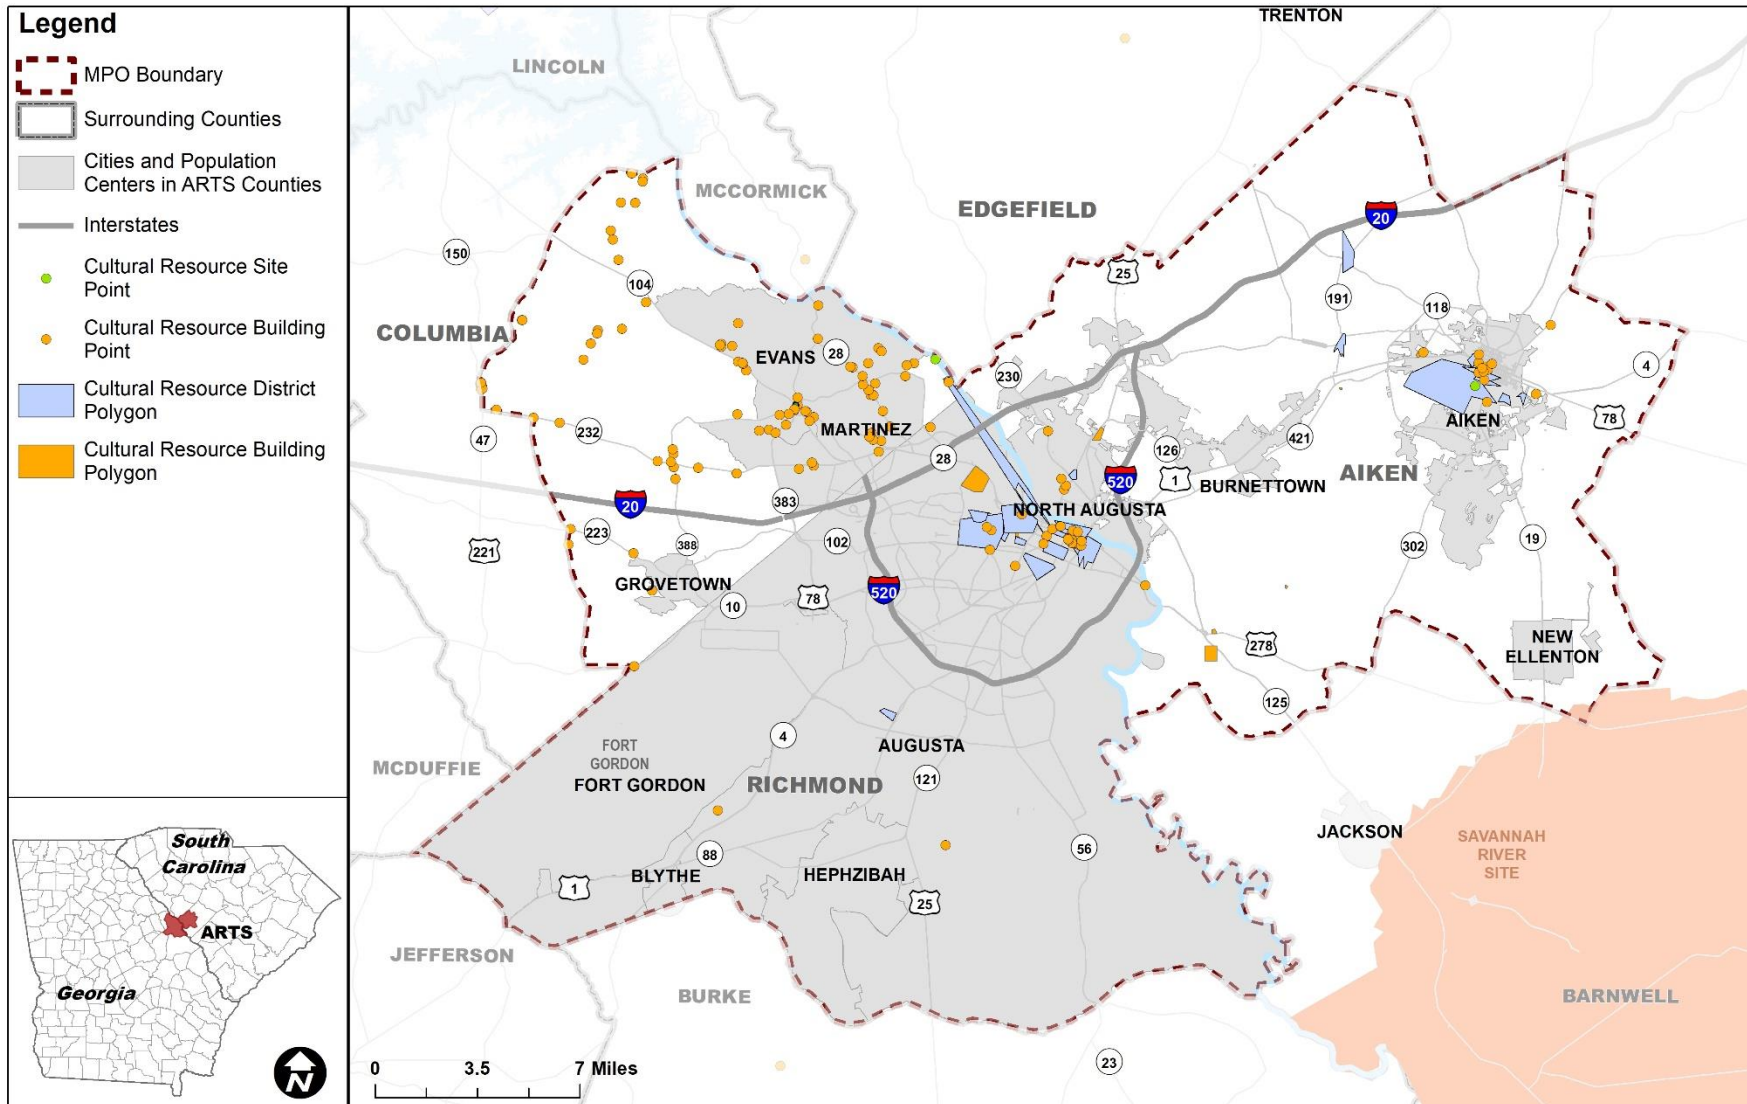 Legend
MPO Boundary
Surrounding Counties
Cities and Population
Centers in ARTS Counties
Interstates
Cultural Resource Site
Point
Cultural Resource Building
Point
Cultural Resource District
Polygon
Cultural Resource Building
Polygon
South
Carolina
ARTS
Georgia
N
TRENTON
LINCOLN
MCCORMICK
EDGEFIELD
20
150
25
104
191
118
COLUMBIA
EVANS
28
230
4
232
47
MARTINEZ
28
126
421
AIKEN
78
AIKEN
520
1
BURNETTOWN
20
383
NORTH AUGUSTA
223
388
102
221
302
19
GROVETOWN
10
78
520
278
NEW
ELLENTON
125
4
FORT
GORDON
AUGUSTA
MCDUFFIE
FORT GORDON
RICHMOND
121
JACKSON
SAVANNAH
RIVER
SITE
88
56
BLYTHE
HEPHZIBAH
1
25
JEFFERSON
BURKE
BARNWELL
23
0 3.5 7 Miles